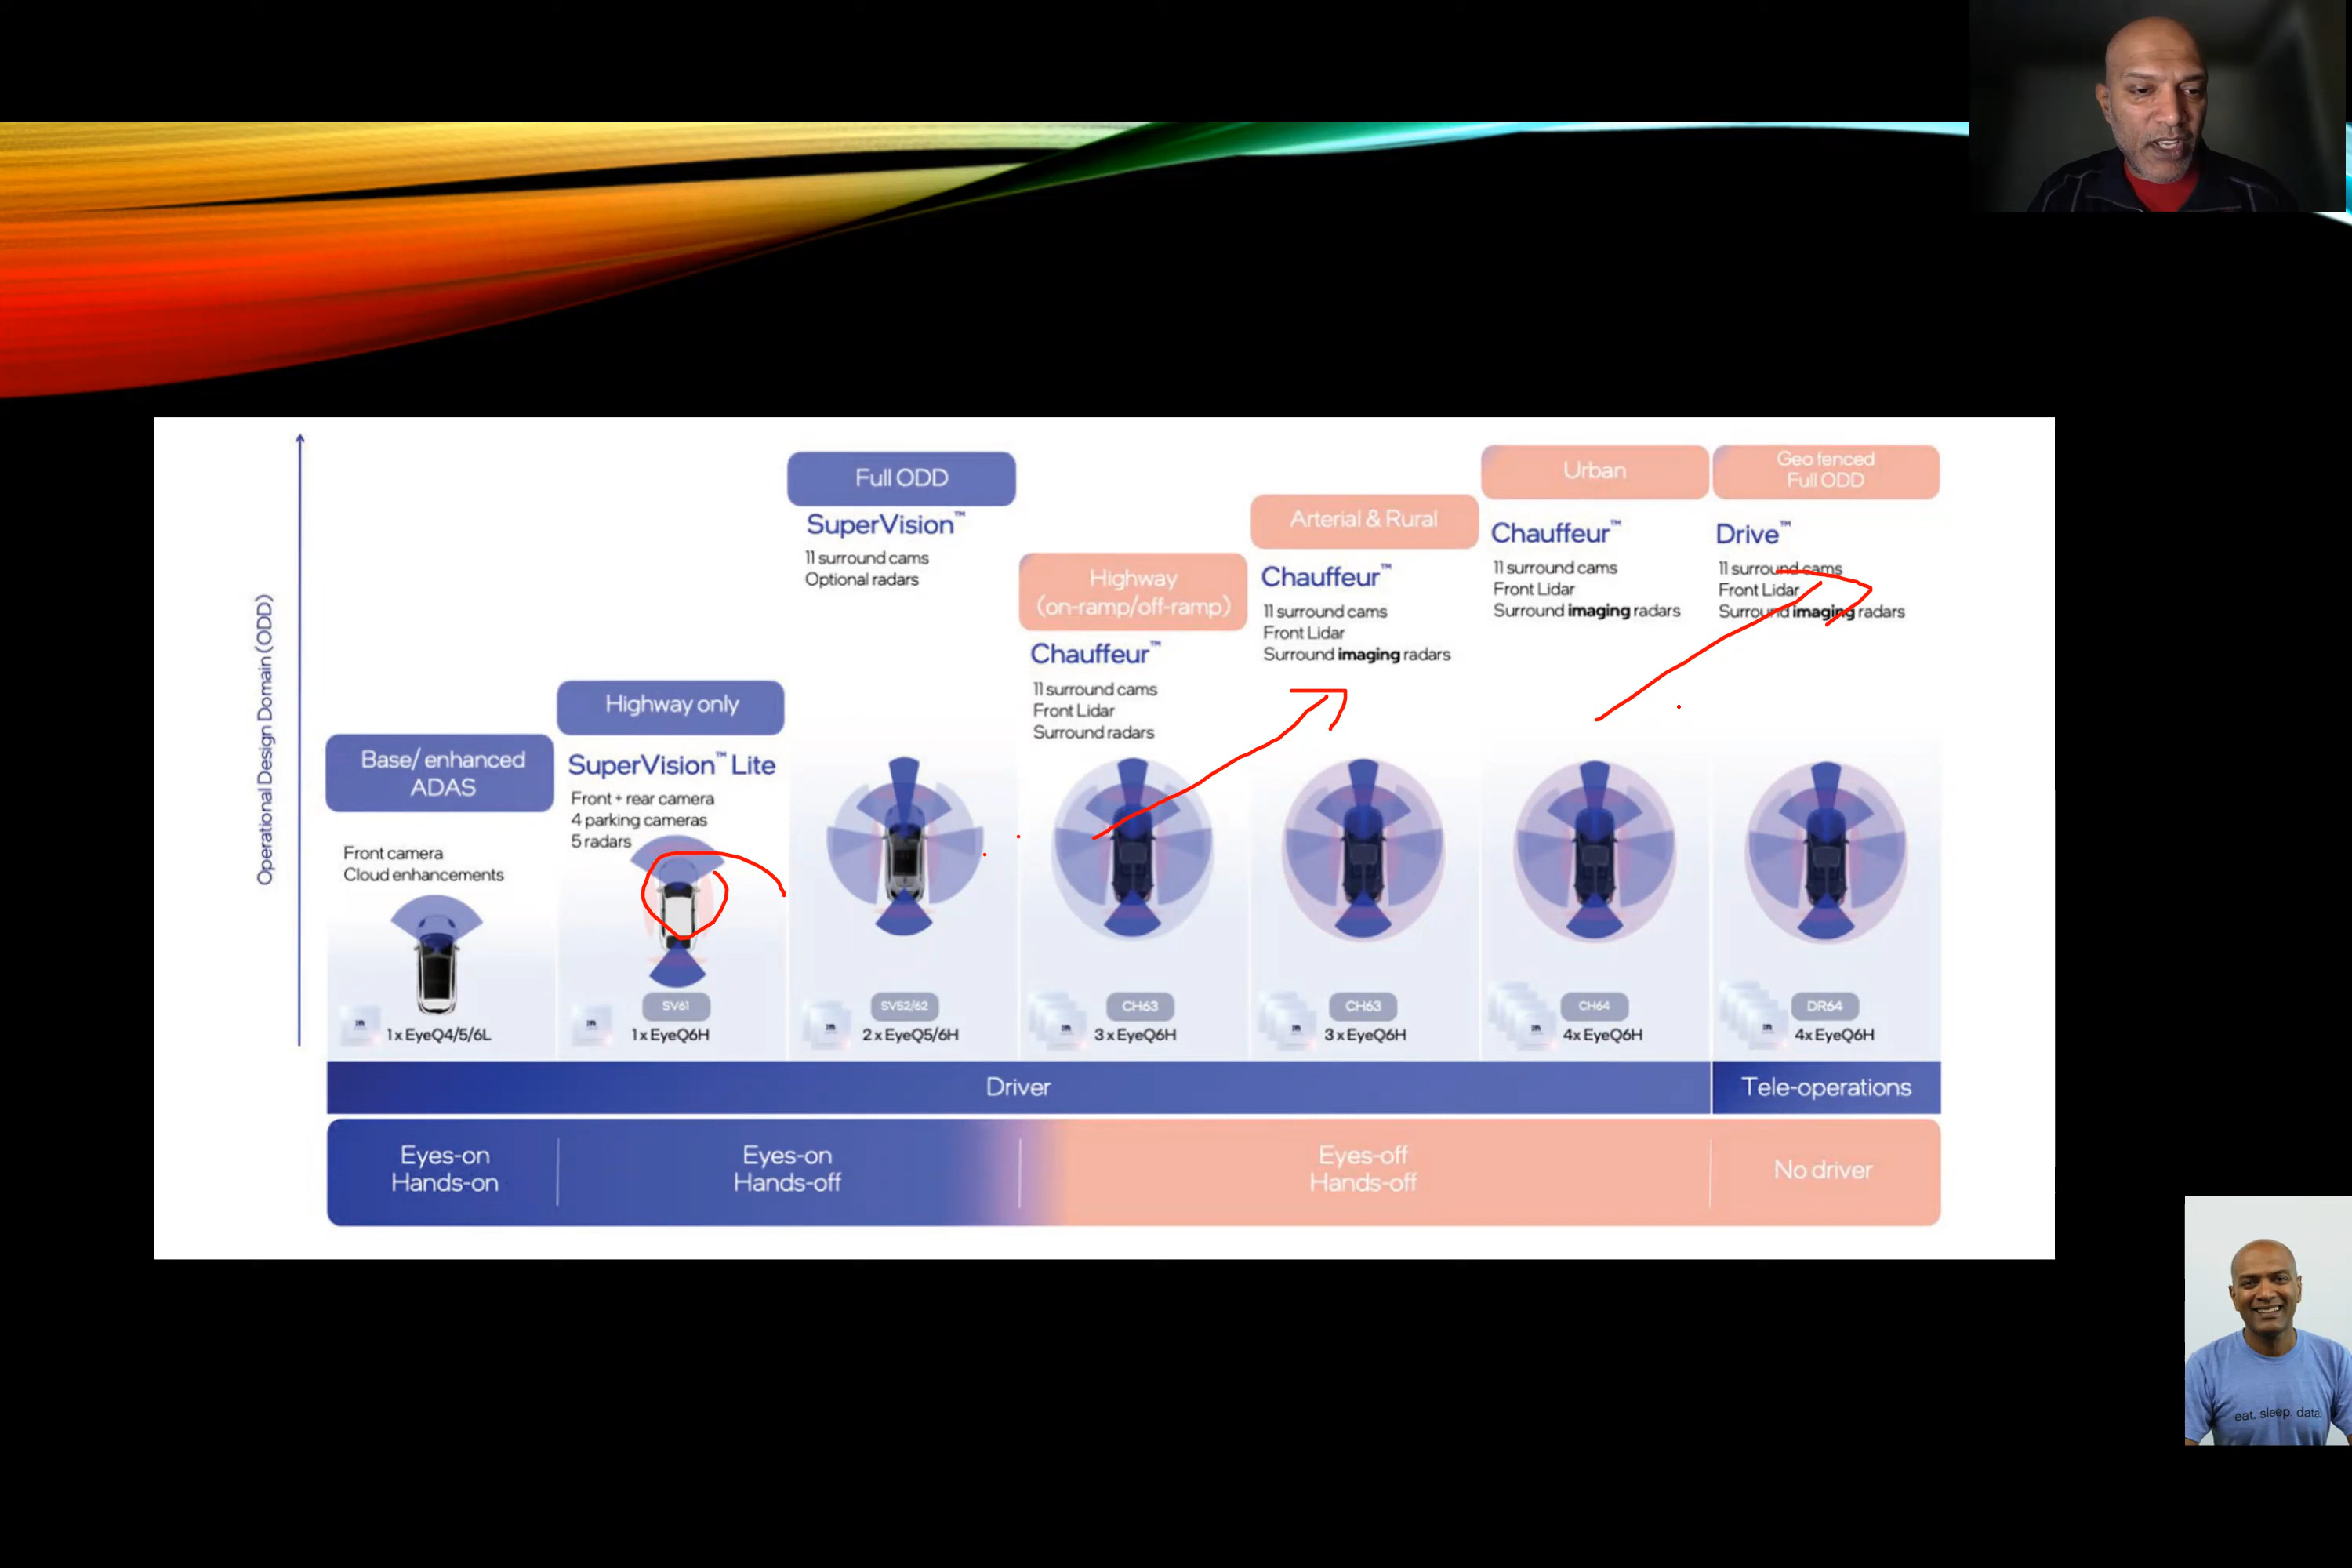 Operational Design Domain (ODD)
Base/ enhanced
ADAS
Front camera
Cloud enhancements
1 x EyeQ4/5/6L
Highway only
SuperVision™ Lite
Front + rear camera
4 parking cameras
5 radars
SV61
1 x EyeQ6H
Full ODD
SuperVision™
11 surround cams
Optional radars
SV52/62
2 x EyeQ5/6H
Highway
(on-ramp/off-ramp)
Chauffeur™
11 surround cams
Front Lidar
Surround radars
CH63
3 x EyeQ6H
Arterial & Rural
Chauffeur™
11 surround cams
Front Lidar
Surround imaging radars
CH63
3 x EyeQ6H
Urban
Chauffeur™
11 surround cams
Front Lidar
Surround imaging radars
CH64
4x EyeQ6H
Geo fenced
Full ODD
Drive™
11 surround cams
Front Lidar
Surround imaging radars
DR64
4x EyeQ6H
Driver
Tele-operations
Eyes-on
Hands-on
Eyes-on
Hands-off
Eyes-off
Hands-off
No driver
eat. sleep. data.